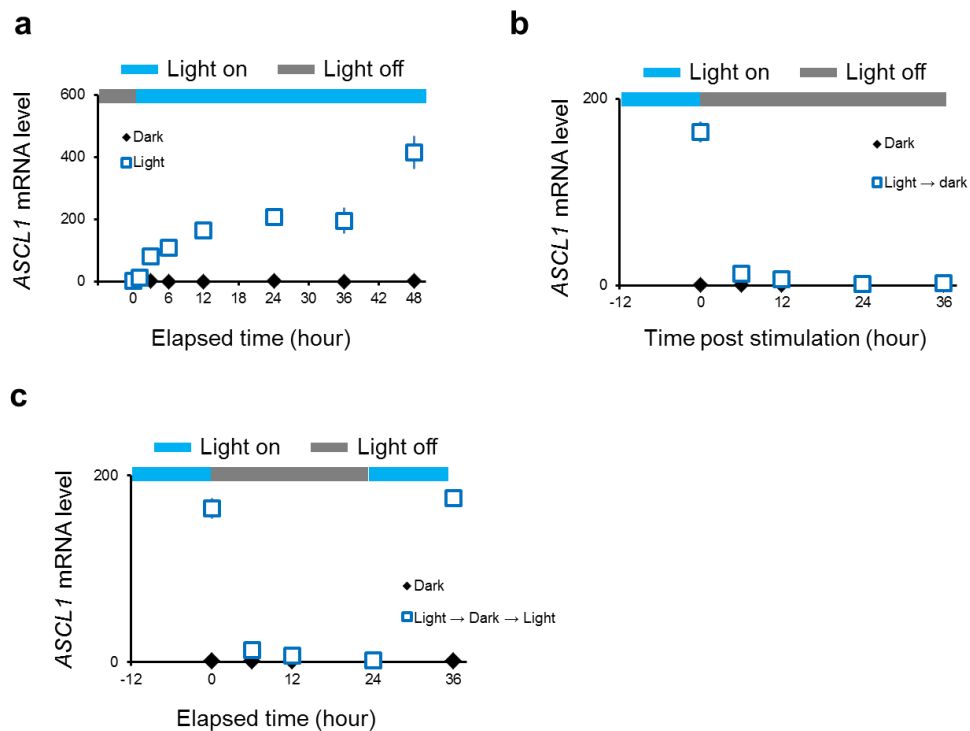 a
Light on Light off
600
400
200
0
ASCL1 mRNA level
Dark
Light
0 6 12 18 24 30 36 42 48
Elapsed time (hour)
b
Light on Light off
200
0
ASCL1 mRNA level
Dark
Light → dark
-12 0 12 24 36
Time post stimulation (hour)
c
Light on Light off
200
0
ASCL1 mRNA level
Dark
Light → Dark → Light
-12 0 12 24 36
Elapsed time (hour)